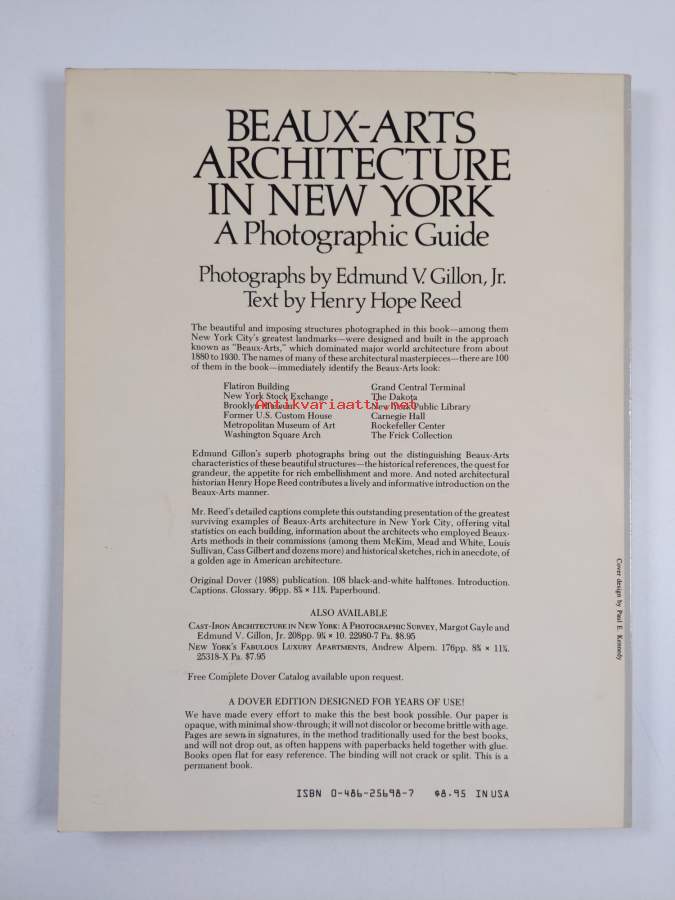 BEAUX-ARTS
ARCHITECTURE
IN NEW YORK
A Photographic Guide
Photographs by Edmund V. Gillon, Jr.
Text by Henry Hope Reed
The beautiful and imposing structures photographed in this book—among them
New York City's greatest landmarks—were designed and built in the approach
known as "Beaux-Arts," which dominated major world architecture from about
1880 to 1930. The names of many of these architectural masterpieces—there are 100
of them in the book—immediately identify the Beaux-Arts look:
Flatiron Building
New York Stock Exchange
Brooklyn Museum
Former U.S. Custom House
Metropolitan Museum of Art
Washington Square Arch
Grand Central Terminal
The Dakota
New York Public Library
Carnegie Hall
Rockefeller Center
The Frick Collection
Antikvariaatti.net
Edmund Gillon's superb photographs bring out the distinguishing Beaux-Arts
characteristics of these beautiful structures—the historical references, the quest for
grandeur, the appetite for rich embellishment and more. And noted architectural
historian Henry Hope Reed contributes a lively and informative introduction on the
Beaux-Arts manner.
Mr. Reed's detailed captions complete this outstanding presentation of the greatest
surviving examples of Beaux-Arts architecture in New York City, offering vital
statistics on each building, information about the architects who employed Beaux-
Arts methods in their commissions (among them McKim, Mead and White, Louis
Sullivan, Cass Gilbert and dozens more) and historical sketches, rich in anecdote, of
a golden age in American architecture.
Original Dover (1988) publication. 108 black-and-white halftones. Introduction.
Captions. Glossary. 96pp. 8⅜ × 11¼. Paperbound.
ALSO AVAILABLE
CAST-IRON ARCHITECTURE IN NEW YORK: A PHOTOGRAPHIC SURVEY, Margot Gayle and
Edmund V. Gillon, Jr. 208pp. 9⅜ × 10. 22980-7 Pa. $8.95
NEW YORK'S FABULOUS LUXURY APARTMENTS, Andrew Alpern. 176pp. 8⅜ × 11¼.
25318-X Pa. $7.95
Free Complete Dover Catalog available upon request.
A DOVER EDITION DESIGNED FOR YEARS OF USE!
We have made every effort to make this the best book possible. Our paper is
opaque, with minimal show-through; it will not discolor or become brittle with age.
Pages are sewn in signatures, in the method traditionally used for the best books,
and will not drop out, as often happens with paperbacks held together with glue.
Books open flat for easy reference. The binding will not crack or split. This is a
permanent book.
ISBN 0-486-25698-7 $8.95 IN USA
Cover design by Paul E. Kennedy